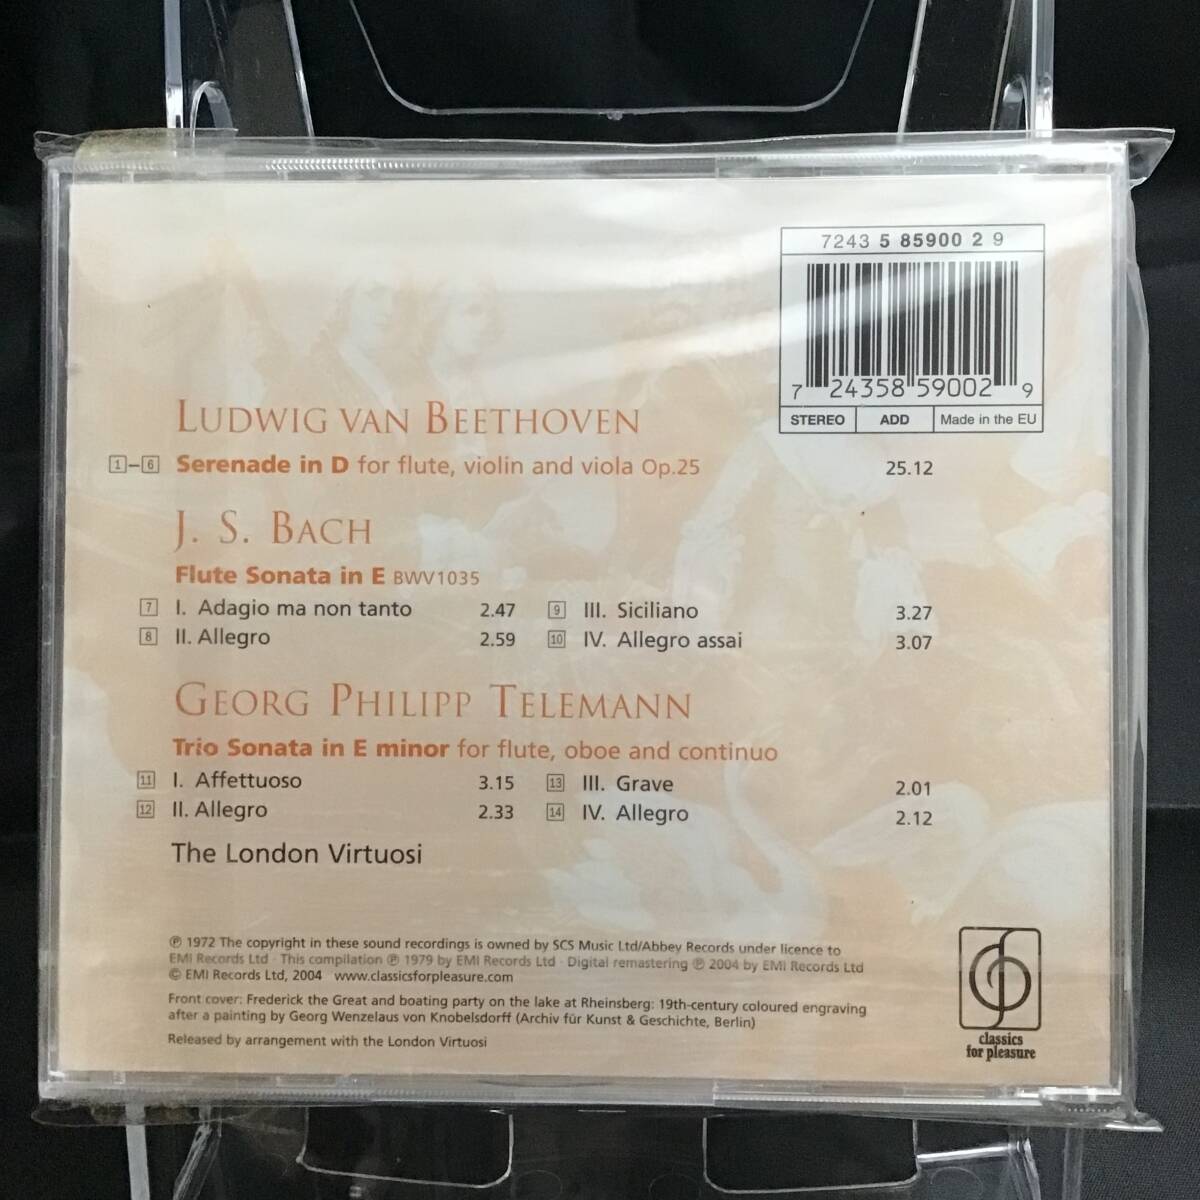 7243 5 85900 2 9
7 24358 59002 9
STEREO ADD Made in the EU
LUDWIG VAN BEETHOVEN
1–6 Serenade in D for flute, violin and viola Op.25 25.12
J. S. BACH
Flute Sonata in E BWV1035
7 I. Adagio ma non tanto 2.47 9 III. Siciliano 3.27
8 II. Allegro 2.59 10 IV. Allegro assai 3.07
GEORG PHILIPP TELEMANN
Trio Sonata in E minor for flute, oboe and continuo
11 I. Affettuoso 3.15 13 III. Grave 2.01
12 II. Allegro 2.33 14 IV. Allegro 2.12
The London Virtuosi
℗ 1972 The copyright in these sound recordings is owned by SCS Music Ltd/Abbey Records under licence to
EMI Records Ltd · This compilation ℗ 1979 by EMI Records Ltd · Digital remastering ℗ 2004 by EMI Records Ltd
© EMI Records Ltd, 2004 www.classicsforpleasure.com
Front cover: Frederick the Great and boating party on the lake at Rheinsberg: 19th-century coloured engraving
after a painting by Georg Wenzelaus von Knobelsdorff (Archiv für Kunst & Geschichte, Berlin)
Released by arrangement with the London Virtuosi
classics
for pleasure